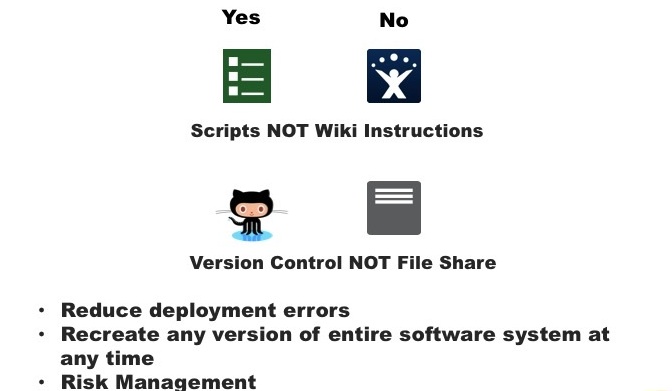 Yes No
Scripts NOT Wiki Instructions
Version Control NOT File Share
• Reduce deployment errors
• Recreate any version of entire software system at
any time
• Risk Management